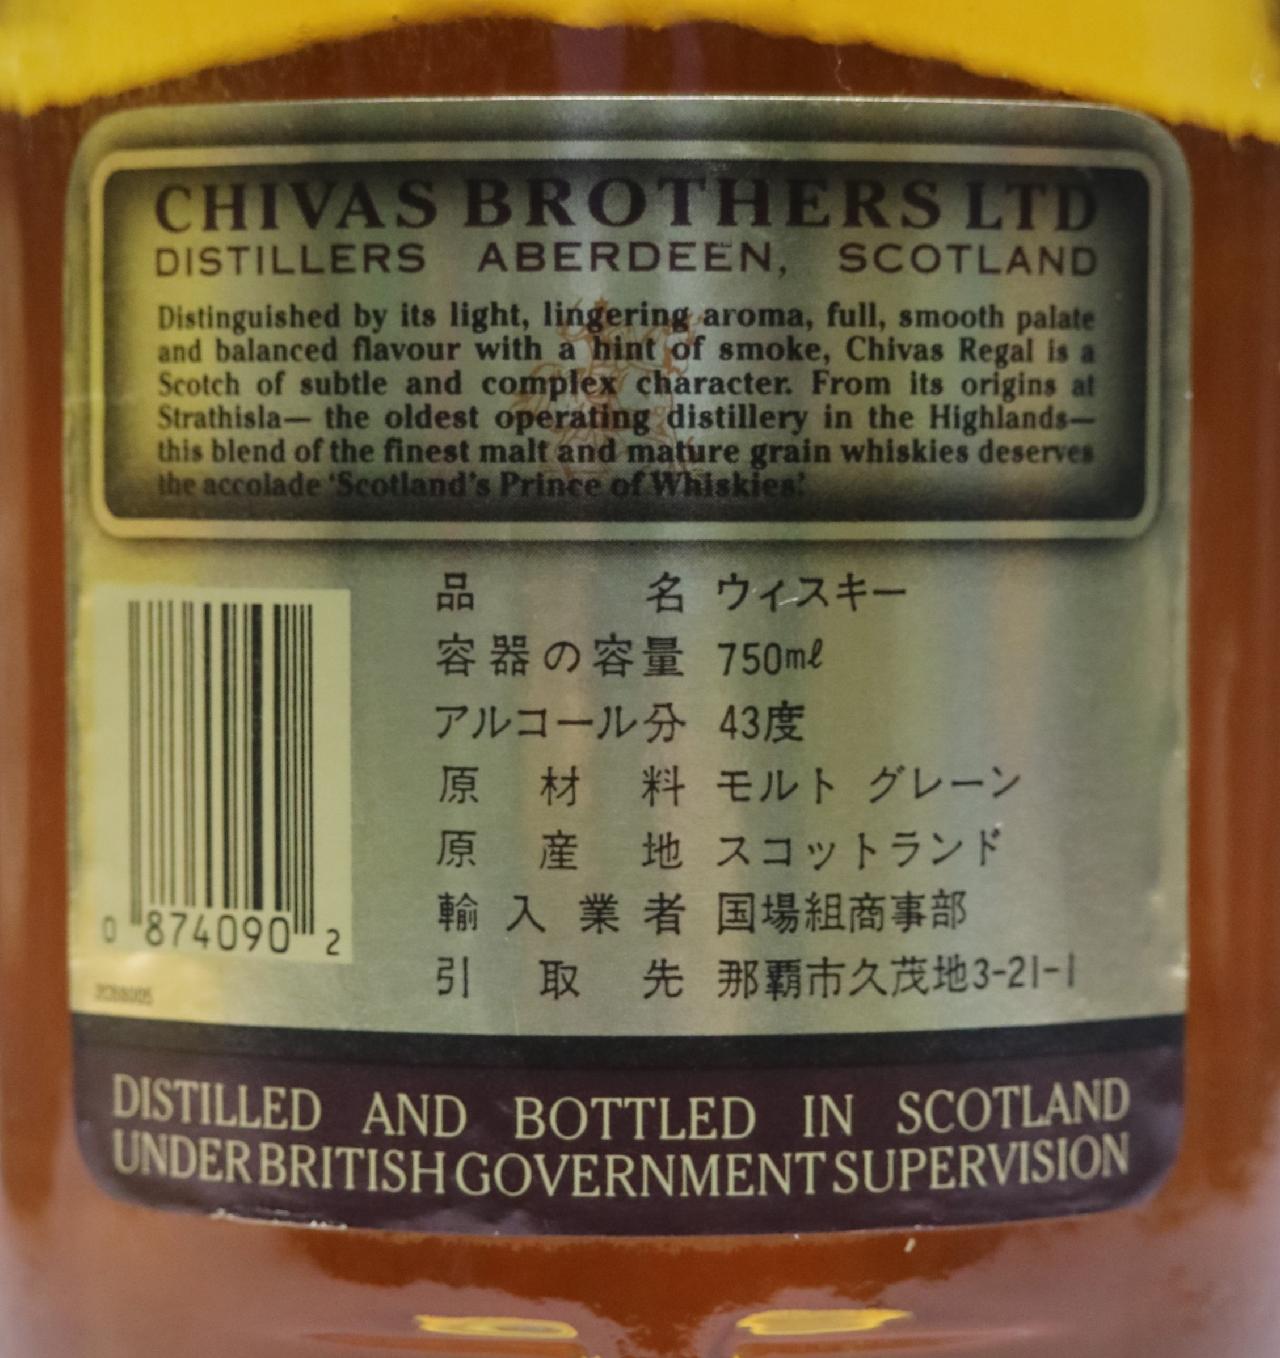 CHIVAS BROTHERS LTD
DISTILLERS ABERDEEN, SCOTLAND
Distinguished by its light, lingering aroma, full, smooth palate
and balanced flavour with a hint of smoke, Chivas Regal is a
Scotch of subtle and complex character. From its origins at
Strathisla— the oldest operating distillery in the Highlands—
this blend of the finest malt and mature grain whiskies deserves
the accolade ‘Scotland's Prince of Whiskies’.
品名 ウィスキー
容器の容量 750mℓ
アルコール分 43度
原材料 モルト グレーン
原産地 スコットランド
輸入業者 国場組商事部
引取先 那覇市久茂地3-21-1
0 874090 2
DISTILLED AND BOTTLED IN SCOTLAND
UNDER BRITISH GOVERNMENT SUPERVISION